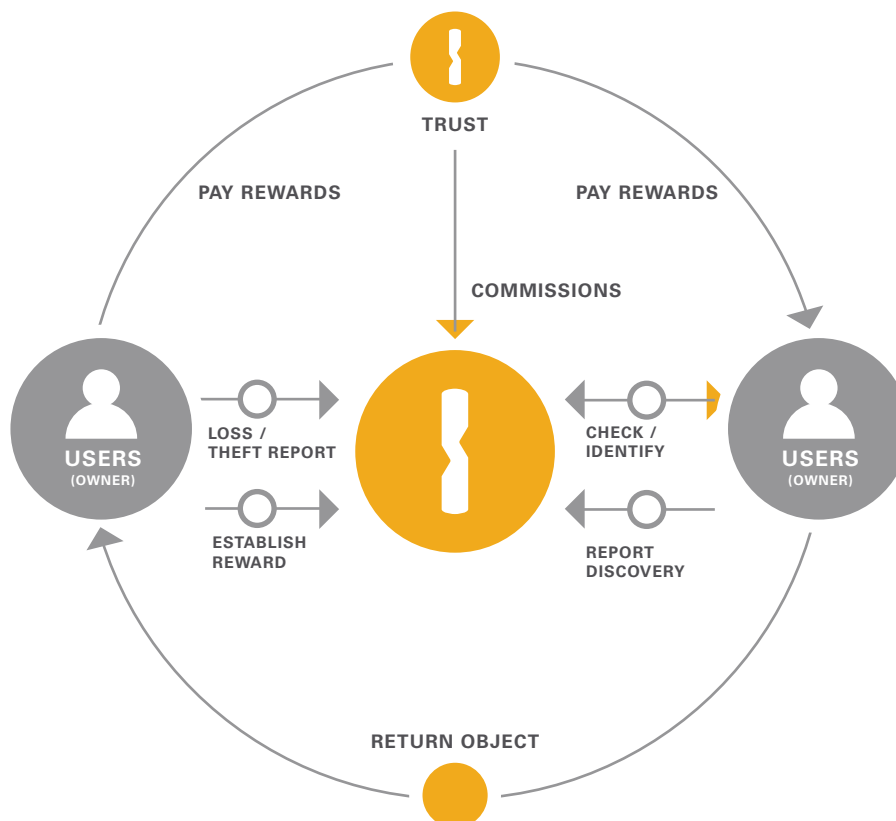 TRUST
PAY REWARDS
PAY REWARDS
COMMISSIONS
USERS
(OWNER)
LOSS /
THEFT REPORT
ESTABLISH
REWARD
CHECK /
IDENTIFY
REPORT
DISCOVERY
USERS
(OWNER)
RETURN OBJECT